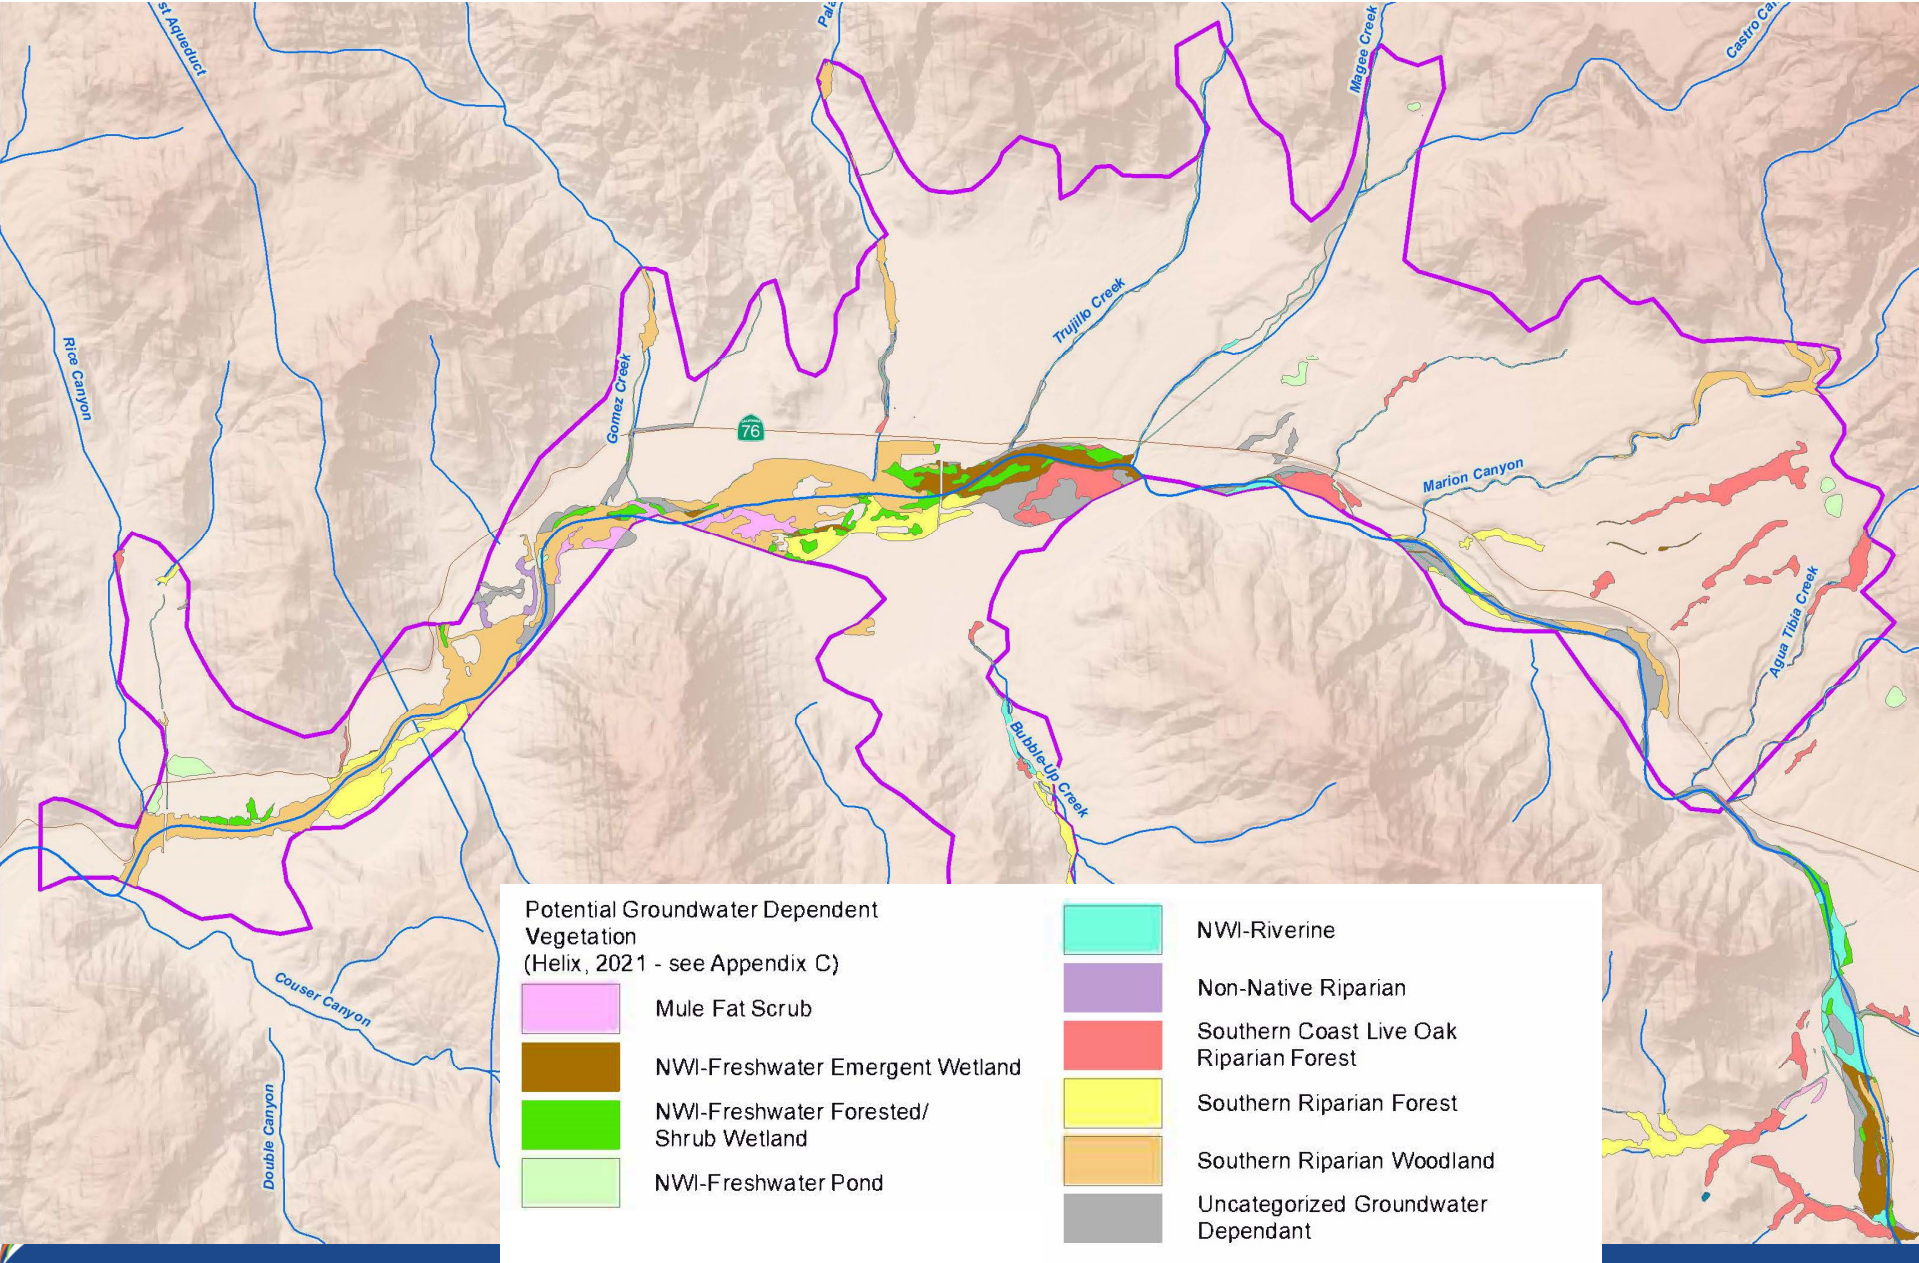 st Aqueduct
Pala
Magee Creek
Castro Ca
Trujillo Creek
Rice Canyon
Gomez Creek
CALIFORNIA
76
Marion Canyon
Agua Tibia Creek
Bubble-Up Creek
Couser Canyon
Double Canyon
Potential Groundwater Dependent
Vegetation
(Helix, 2021 - see Appendix C)
Mule Fat Scrub
NWI-Freshwater Emergent Wetland
NWI-Freshwater Forested/
Shrub Wetland
NWI-Freshwater Pond
NWI-Riverine
Non-Native Riparian
Southern Coast Live Oak
Riparian Forest
Southern Riparian Forest
Southern Riparian Woodland
Uncategorized Groundwater
Dependant